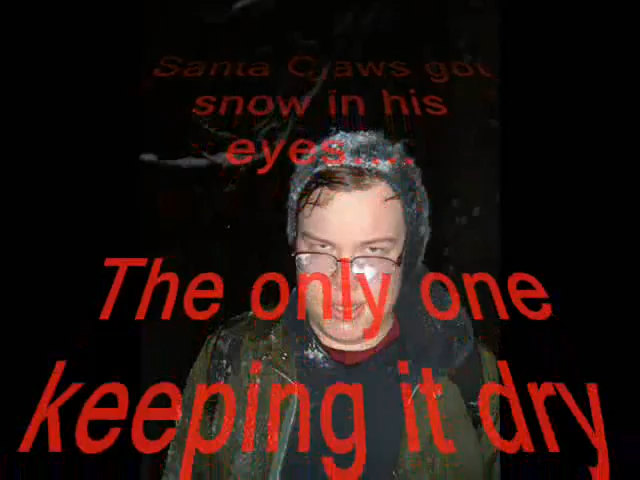 Santa Claws got
snow in his
eyes....
The only one
keeping it dry